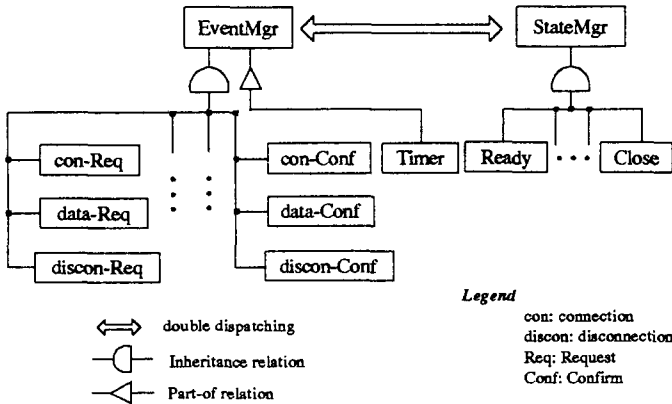 EventMgr
StateMgr
con-Req
con-Conf
Timer
Ready
Close
data-Req
data-Conf
discon-Req
discon-Conf
Legend
double dispatching
con: connection
discon: disconnection
Inheritance relation
Req: Request
Conf: Confirm
Part-of relation